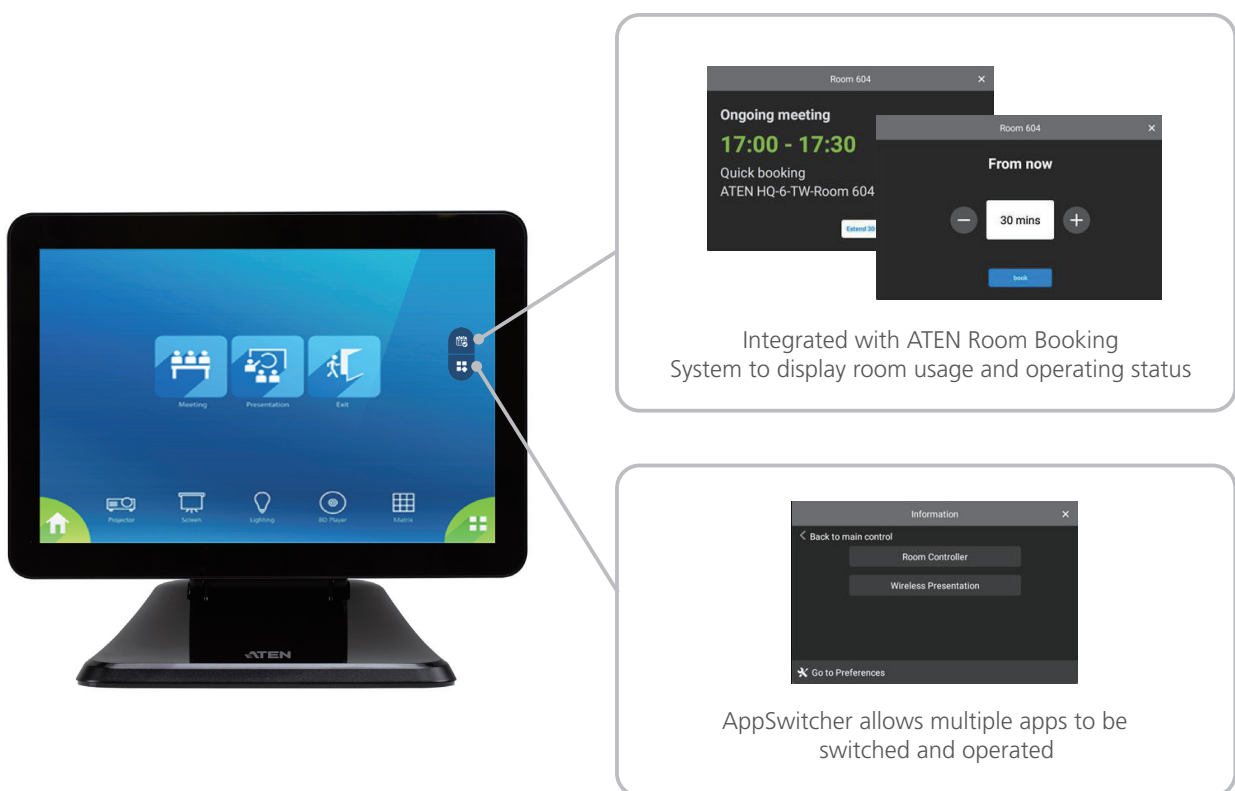 Meeting
Presentation
Exit
Projector
Screen
Lighting
BD Player
Matrix
ATEN
Room 604
Ongoing meeting
17:00 - 17:30
Quick booking
ATEN HQ-6-TW-Room 604
Extend 30
Room 604
From now
30 mins
book
Integrated with ATEN Room Booking
System to display room usage and operating status
Information
Back to main control
Room Controller
Wireless Presentation
Go to Preferences
AppSwitcher allows multiple apps to be
switched and operated